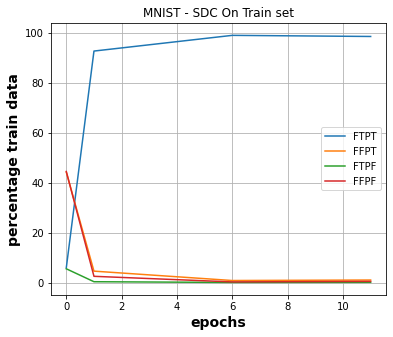 MNIST - SDC On Train set
percentage train data
100
80
60
40
20
0
FTPT
FFPT
FTPF
FFPF
0 2 4 6 8 10
epochs